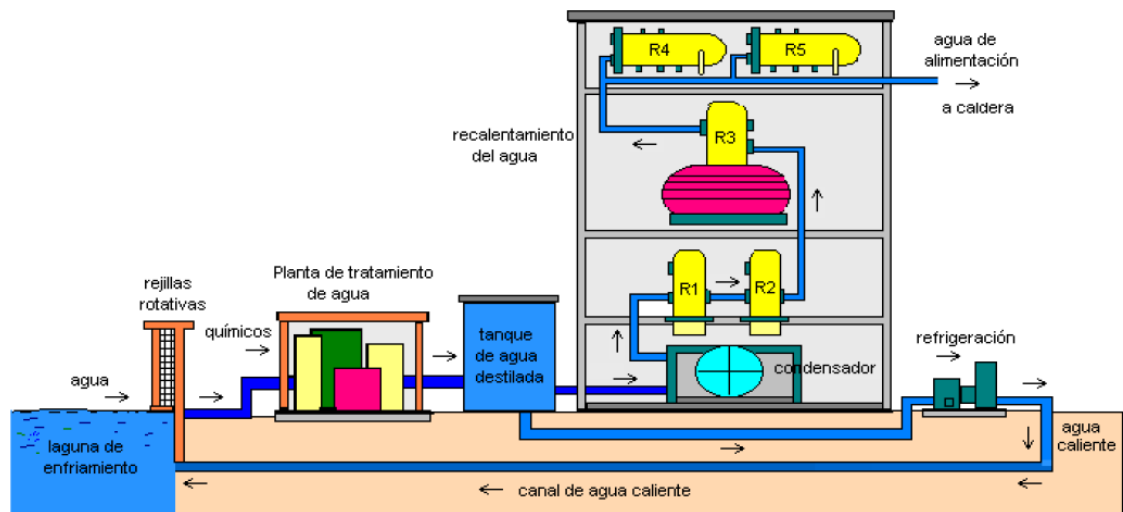 R4
R5
agua de
alimentación
a caldera
recalentamiento
del agua
R3
Planta de tratamiento
de agua
rejillas
rotativas
químicos
R1
R2
tanque
de agua
destilada
refrigeración
condensador
agua
laguna de
enfriamiento
agua
caliente
canal de agua caliente